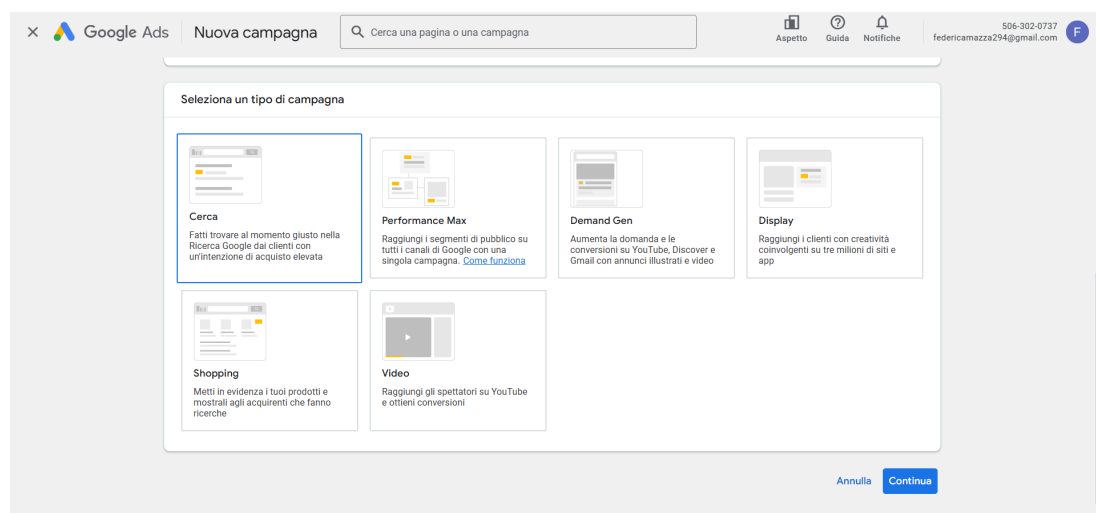 Google Ads
Nuova campagna
Cerca una pagina o una campagna
Aspetto
Guida
Notifiche
506-302-0737
federicamazza294@gmail.com
F
Seleziona un tipo di campagna
Cerca
Fatti trovare al momento giusto nella
Ricerca Google dai clienti con
un'intenzione di acquisto elevata
Performance Max
Raggiungi i segmenti di pubblico su
tutti i canali di Google con una
singola campagna. Come funziona
Demand Gen
Aumenta la domanda e le
conversioni su YouTube, Discover e
Gmail con annunci illustrati e video
Display
Raggiungi i clienti con creatività
coinvolgenti su tre milioni di siti e
app
Shopping
Metti in evidenza i tuoi prodotti e
mostrali agli acquirenti che fanno
ricerche
Video
Raggiungi gli spettatori su YouTube
e ottieni conversioni
Annulla
Continua